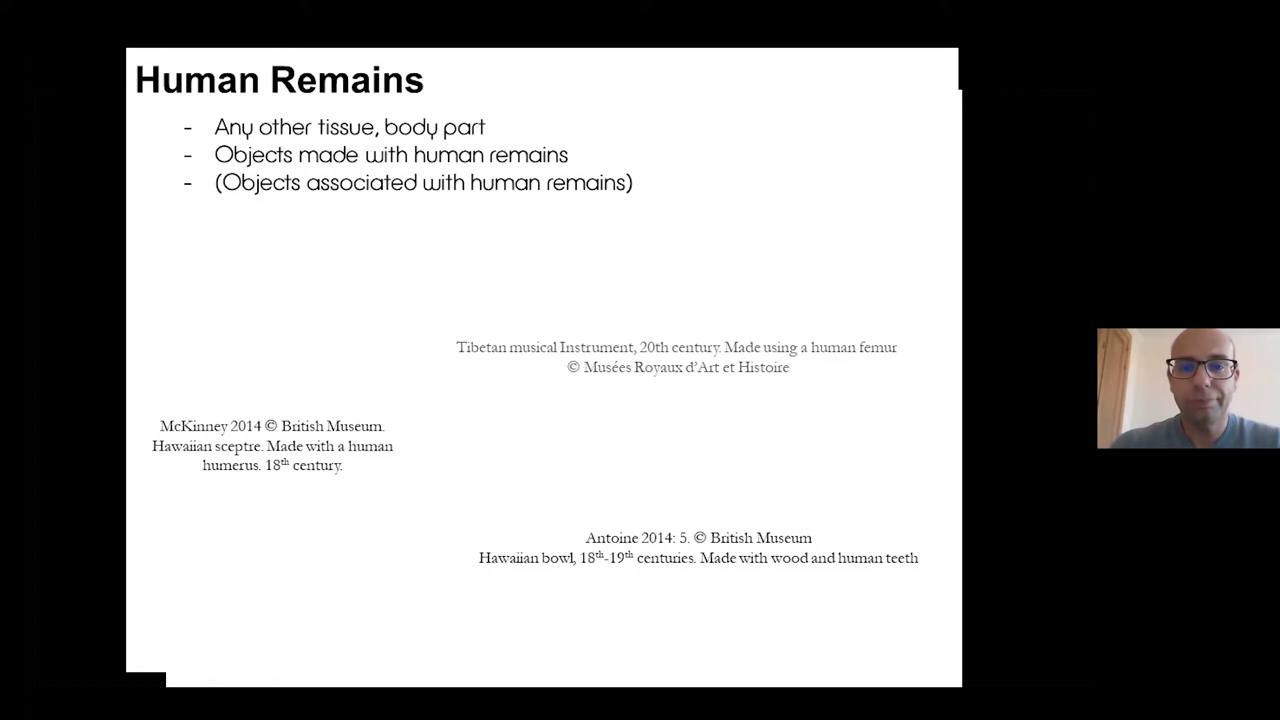 Human Remains
- Any other tissue, body part
- Objects made with human remains
- (Objects associated with human remains)
Tibetan musical Instrument, 20th century. Made using a human femur
© Musées Royaux d’Art et Histoire
McKinney 2014 © British Museum.
Hawaiian sceptre. Made with a human
humerus. 18th century.
Antoine 2014: 5. © British Museum
Hawaiian bowl, 18th-19th centuries. Made with wood and human teeth